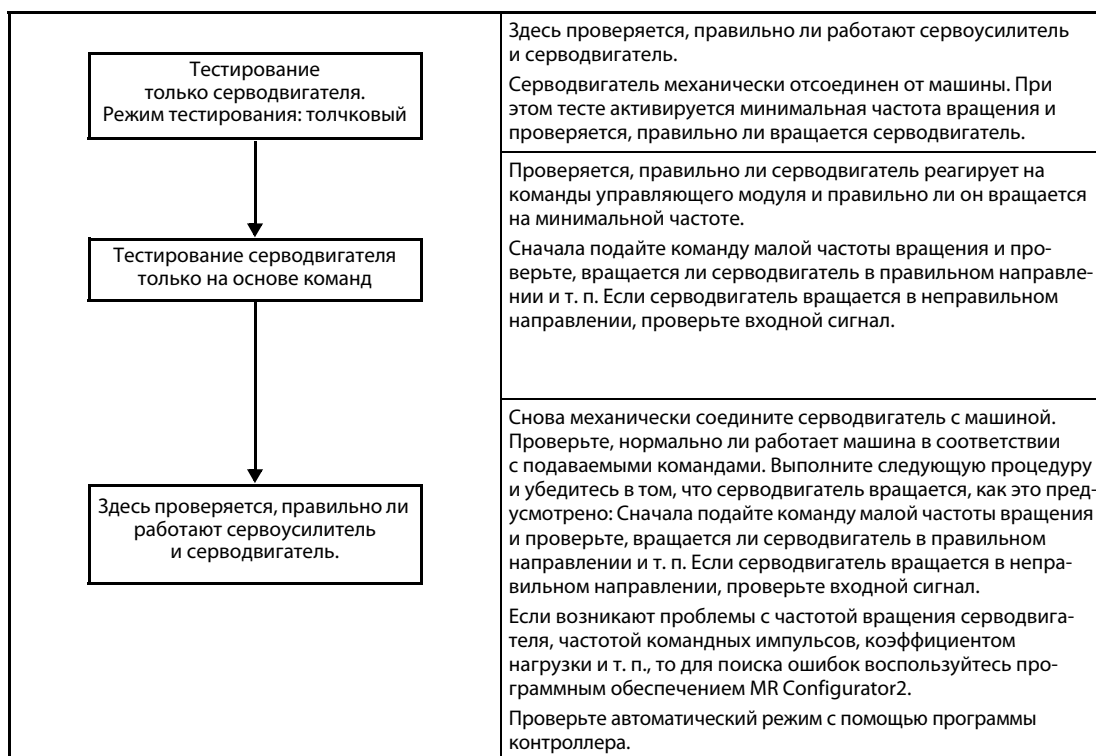 Тестирование
только серводвигателя.
Режим тестирования: толчковый
Здесь проверяется, правильно ли работают сервоусилитель
и серводвигатель.
Серводвигатель механически отсоединен от машины. При
этом тесте активируется минимальная частота вращения и
проверяется, правильно ли вращается серводвигатель.
Тестирование серводвигателя
только на основе команд
Проверяется, правильно ли серводвигатель реагирует на
команды управляющего модуля и правильно ли он вращается
на минимальной частоте.
Сначала подайте команду малой частоты вращения и про-
верьте, вращается ли серводвигатель в правильном направле-
нии и т. п. Если серводвигатель вращается в неправильном
направлении, проверьте входной сигнал.
Здесь проверяется, правильно ли
работают сервоусилитель
и серводвигатель.
Снова механически соедините серводвигатель с машиной.
Проверьте, нормально ли работает машина в соответствии
с подаваемыми командами. Выполните следующую процедуру
и убедитесь в том, что серводвигатель вращается, как это пред-
усмотрено: Сначала подайте команду малой частоты вращения
и проверьте, вращается ли серводвигатель в правильном
направлении и т. п. Если серводвигатель вращается в непра-
вильном направлении, проверьте входной сигнал.
Если возникают проблемы с частотой вращения серводвига-
теля, частотой командных импульсов, коэффициентом
нагрузки и т. п., то для поиска ошибок воспользуйтесь про-
граммным обеспечением MR Configurator2.
Проверьте автоматический режим с помощью программы
контроллера.